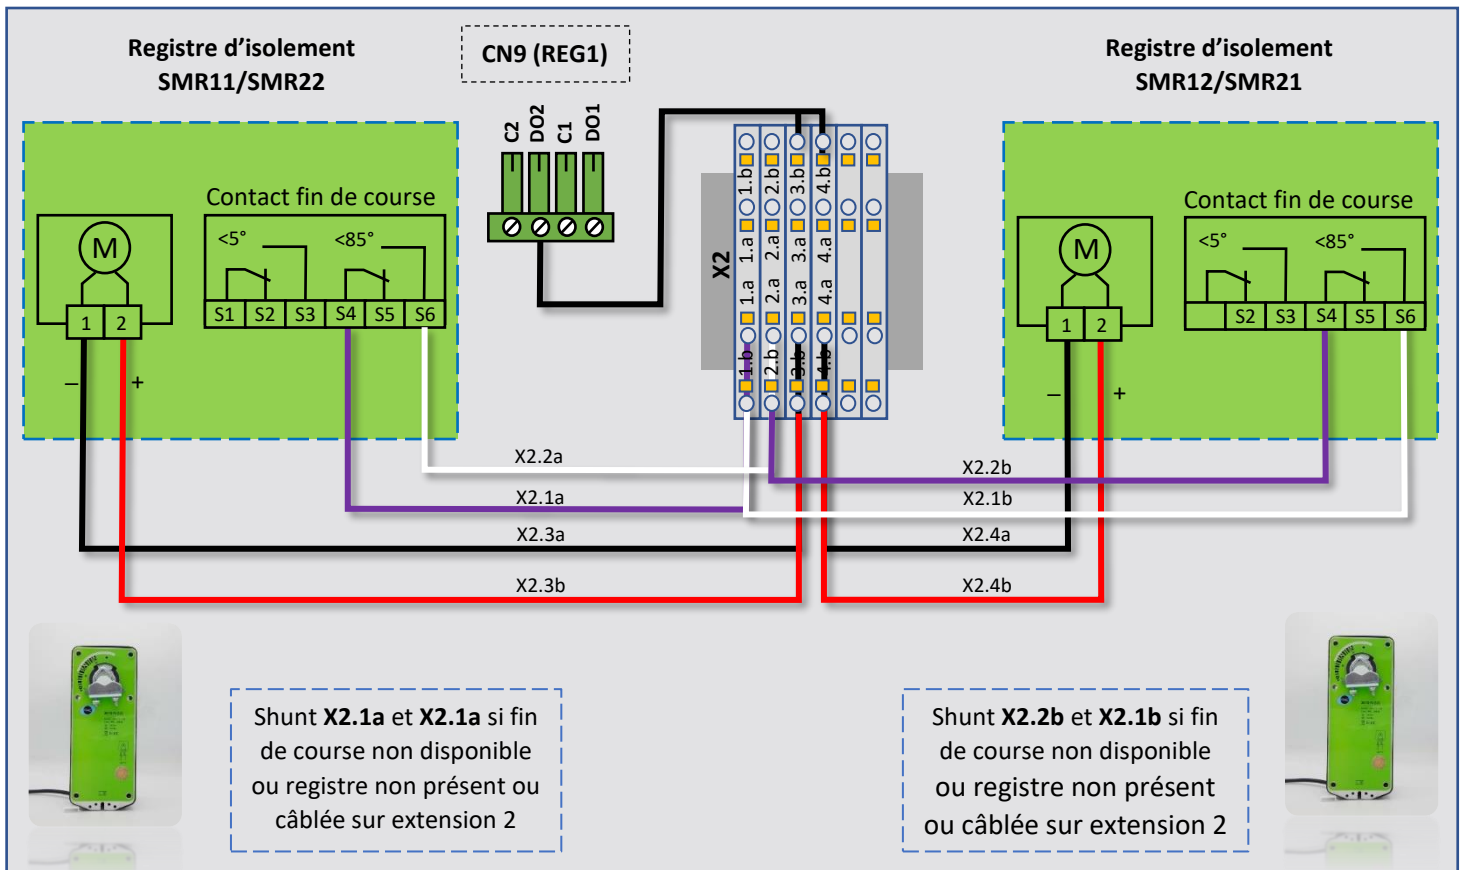 Registre d’isolement
SMR11/SMR22
CN9 (REG1)
Registre d’isolement
SMR12/SMR21
C2
DO2
C1
DO1
Contact fin de course
<5°
<85°
M
S1 S2 S3 S4 S5 S6
1 2
–
+
X2
1.b 2.b 3.b 4.b
1.a 2.a 3.a 4.a
1.a 2.a 3.a 4.a
1.b 2.b 3.b 4.b
Contact fin de course
<5°
<85°
M
S2 S3 S4 S5 S6
1 2
–
+
X2.2a
X2.2b
X2.1a
X2.1b
X2.3a
X2.4a
X2.3b
X2.4b
Shunt X2.1a et X2.1a si fin
de course non disponible
ou registre non présent ou
câblée sur extension 2
Shunt X2.2b et X2.1b si fin
de course non disponible
ou registre non présent
ou câblée sur extension 2